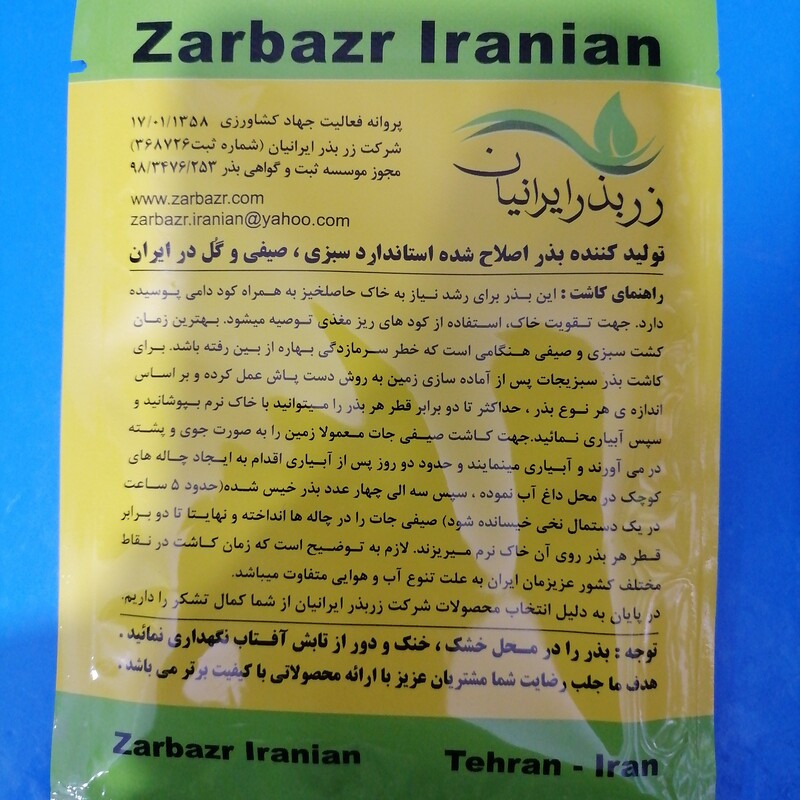 Zarbazr Iranian
زر بذر ایرانیان
پروانه فعالیت جهاد کشاورزی ۱۷/۰۱/۱۳۵۸
شرکت زر بذر ایرانیان (شماره ثبت۳۶۸۷۲۶)
مجوز موسسه ثبت و گواهی بذر ۹۸/۳۴۷۶/۲۵۳
www.zarbazr.com
zarbazr.iranian@yahoo.com
تولید کننده بذر اصلاح شده استاندارد سبزی ، صیفی و گُل در ایران
راهنمای کاشت : این بذر برای رشد نیاز به خاک حاصلخیز به همراه کود دامی پوسیده
دارد. جهت تقویت خاک، استفاده از کود های ریز مغذی توصیه میشود. بهترین زمان
کشت سبزی و صیفی هنگامی است که خطر سرمازدگی بهاره از بین رفته باشد. برای
کاشت بذر سبزیجات پس از آماده سازی زمین به روش دست پاش عمل کرده و بر اساس
اندازه ی هر نوع بذر ، حداکثر تا دو برابر قطر هر بذر را میتوانید با خاک نرم بپوشانید و
سپس آبیاری نمائید.جهت کاشت صیفی جات معمولا زمین را به صورت جوی و پشته
در می آورند و آبیاری مینمایند و حدود دو روز پس از آبیاری اقدام به ایجاد چاله های
کوچک در محل داغ آب نموده ، سپس سه الی چهار عدد بذر خیس شده(حدود ۵ ساعت
در یک دستمال نخی خیسانده شود) صیفی جات را در چاله ها انداخته و نهایتا تا دو برابر
قطر هر بذر روی آن خاک نرم میریزند. لازم به توضیح است که زمان کاشت در نقاط
مختلف کشور عزیزمان ایران به علت تنوع آب و هوایی متفاوت میباشد.
در پایان به دلیل انتخاب محصولات شرکت زربذر ایرانیان از شما کمال تشکر را داریم.
توجه : بذر را در محل خشک ، خنک و دور از تابش آفتاب نگهداری نمائید .
هدف ما جلب رضایت شما مشتریان عزیز با ارائه محصولاتی با کیفیت برتر می باشد .
Zarbazr Iranian
Tehran - Iran